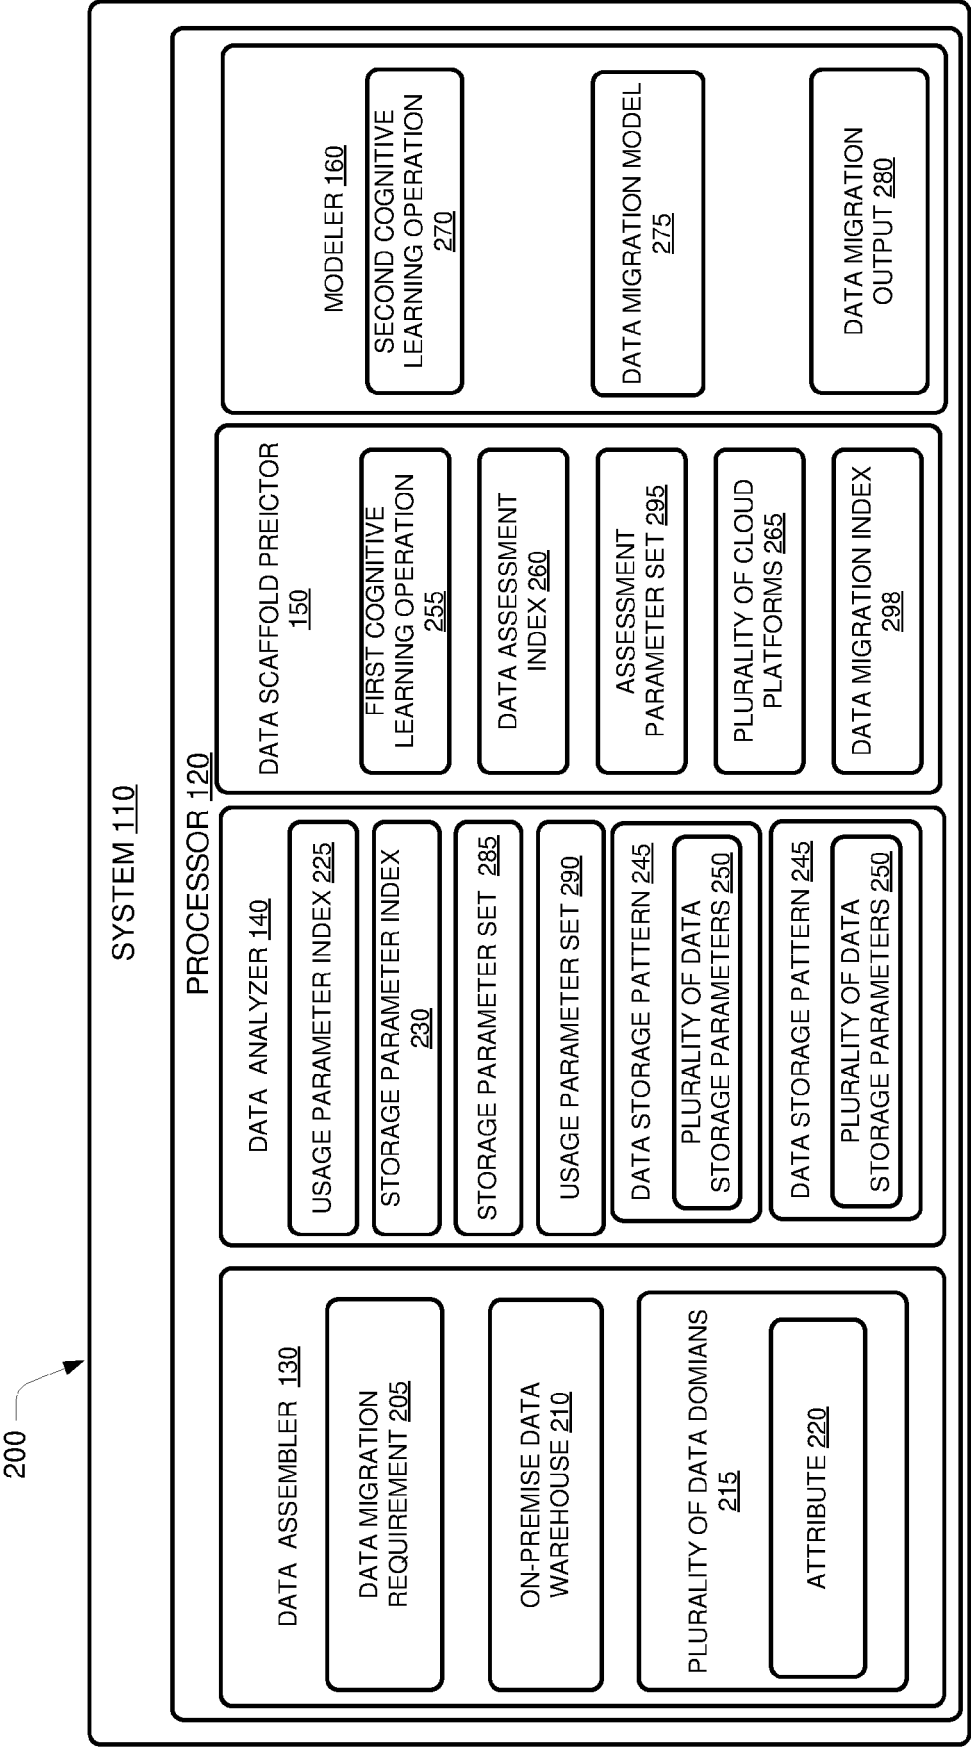 200
SYSTEM 110
PROCESSOR 120
DATA ASSEMBLER 130
DATA MIGRATION
REQUIREMENT 205
ON-PREMISE DATA
WAREHOUSE 210
PLURALITY OF DATA DOMIANS
215
ATTRIBUTE 220
DATA ANALYZER 140
USAGE PARAMETER INDEX 225
STORAGE PARAMETER INDEX
230
STORAGE PARAMETER SET 285
USAGE PARAMETER SET 290
DATA STORAGE PATTERN 245
PLURALITY OF DATA
STORAGE PARAMETERS 250
DATA STORAGE PATTERN 245
PLURALITY OF DATA
STORAGE PARAMETERS 250
DATA SCAFFOLD PREICTOR
150
FIRST COGNITIVE
LEARNING OPERATION
255
DATA ASSESSMENT
INDEX 260
ASSESSMENT
PARAMETER SET 295
PLURALITY OF CLOUD
PLATFORMS 265
DATA MIGRATION INDEX
298
MODELER 160
SECOND COGNITIVE
LEARNING OPERATION
270
DATA MIGRATION MODEL
275
DATA MIGRATION
OUTPUT 280